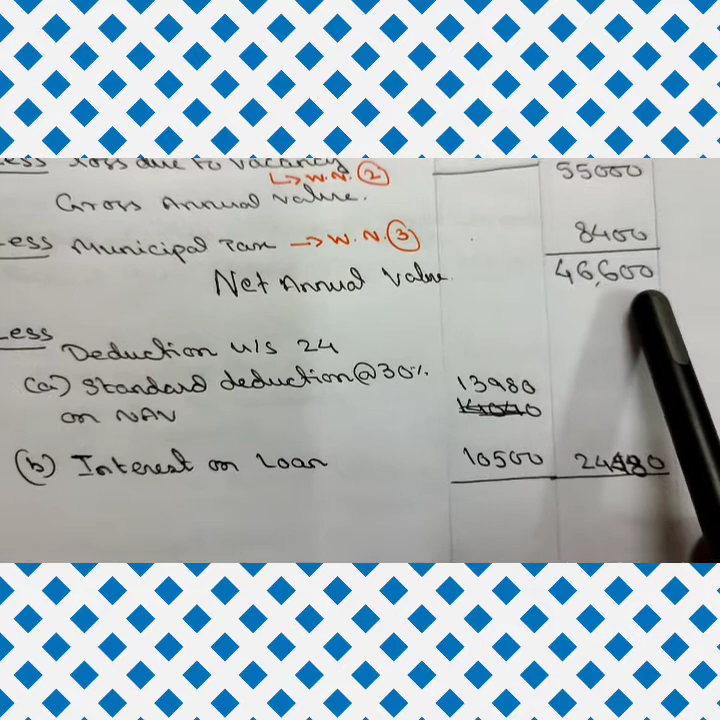 Less Loss due to vacancy
↳ W.N. ② 55000
Gross Annual Value.
Less Municipal Tax → W.N. ③ 8400
Net Annual Value 46,600
Less
Deduction u/s 24
(a) Standard deduction @ 30% 13980
on NAV
(b) Interest on Loan 10500 24480